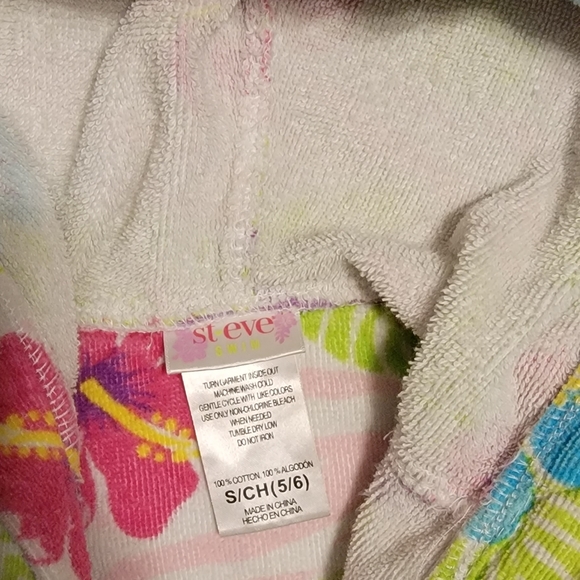 st eve
SWIM
TURN GARMENT INSIDE OUT
MACHINE WASH COLD
GENTLE CYCLE WITH LIKE COLORS
USE ONLY NON-CHLORINE BLEACH
WHEN NEEDED
TUMBLE DRY LOW
DO NOT IRON
100% COTTON, 100% ALGODÓN
S/CH (5/6)
MADE IN CHINA
HECHO EN CHINA